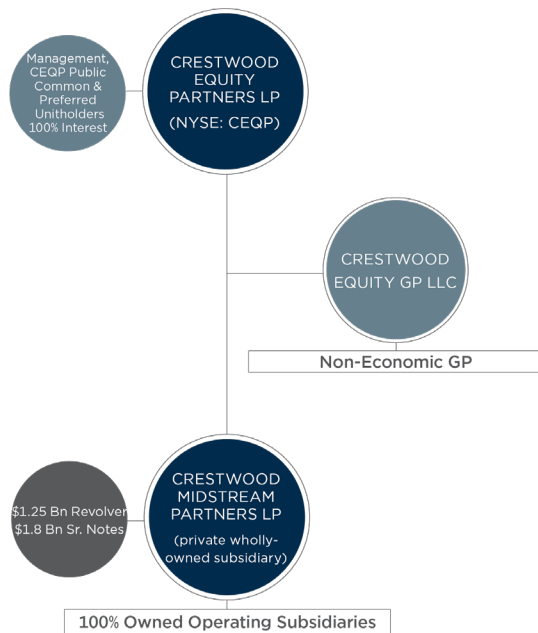 Management,
CEQP Public
Common &
Preferred
Unitholders
100% Interest
CRESTWOOD
EQUITY
PARTNERS LP
(NYSE: CEQP)
CRESTWOOD
EQUITY GP LLC
Non-Economic GP
$1.25 Bn Revolver
$1.8 Bn Sr. Notes
CRESTWOOD
MIDSTREAM
PARTNERS LP
(private wholly-
owned subsidiary)
100% Owned Operating Subsidiaries